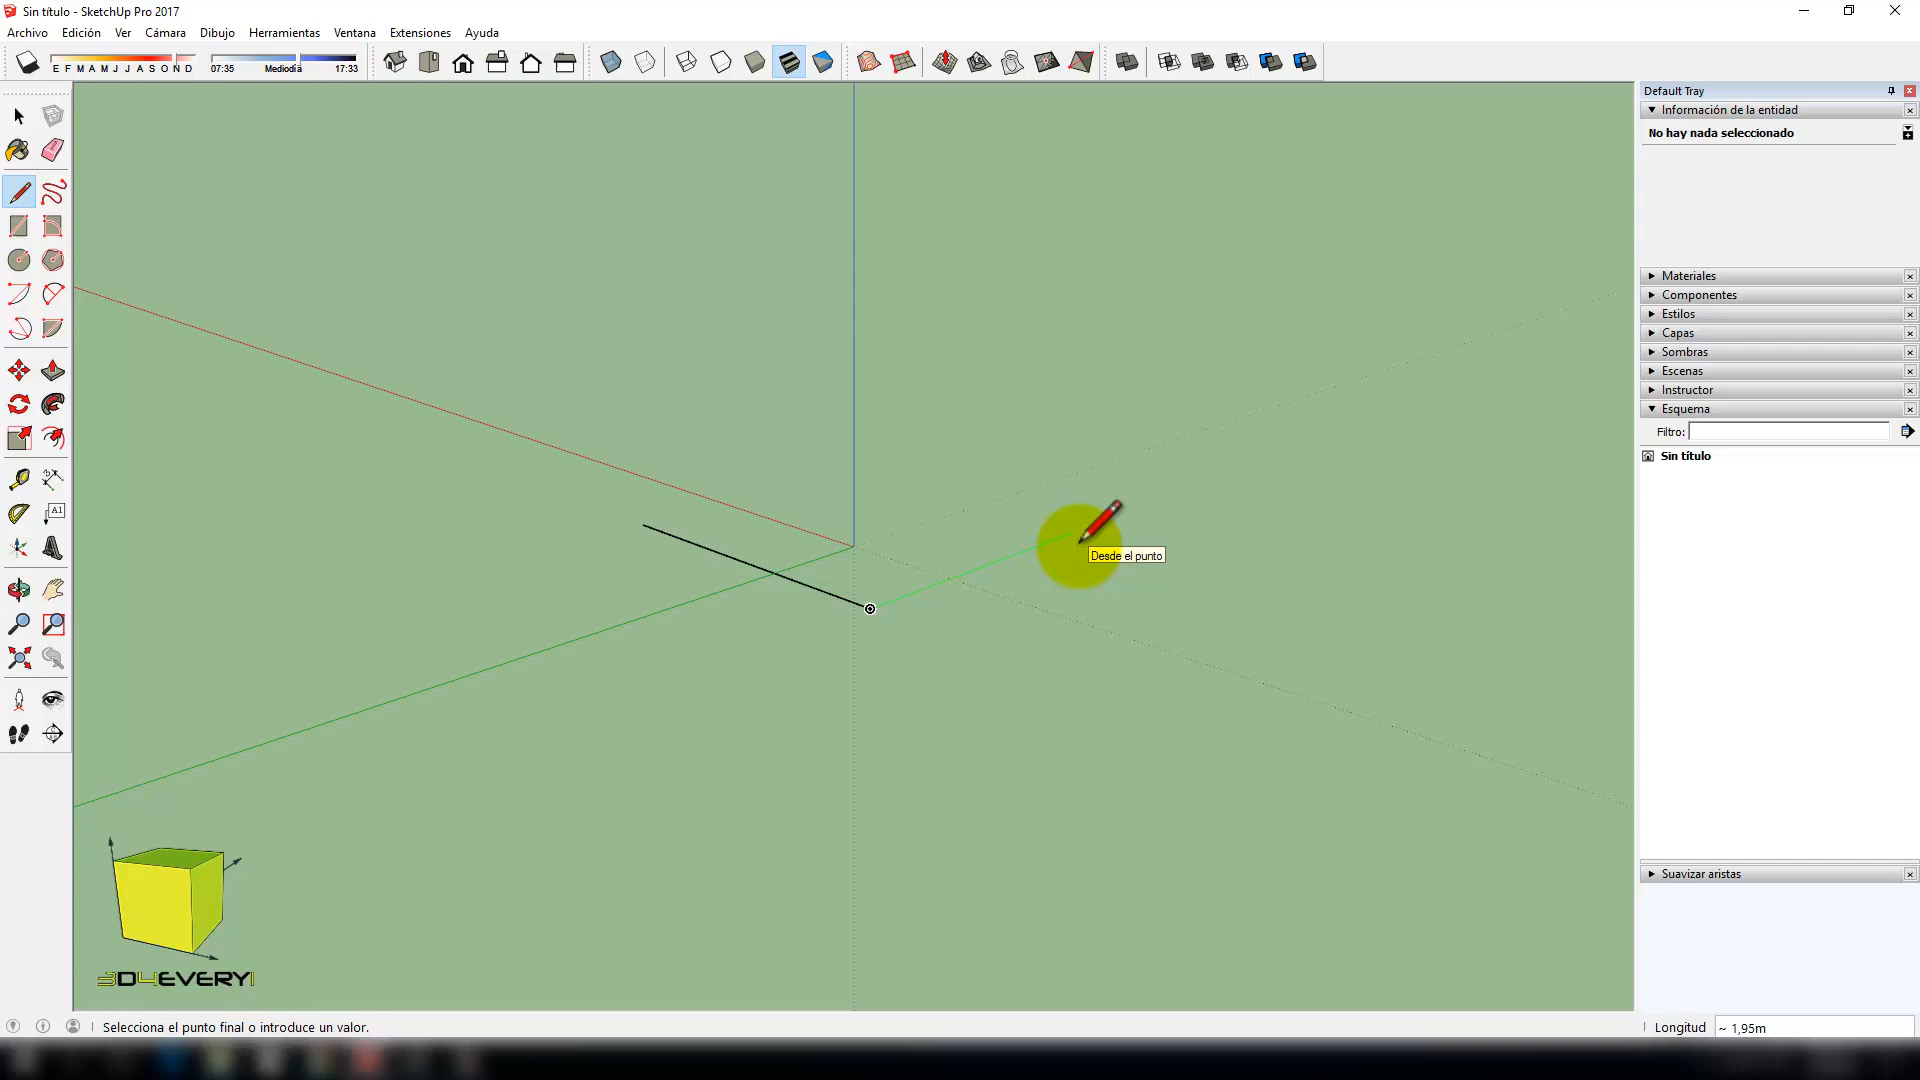 Sin título - SketchUp Pro 2017
Archivo Edición Ver Cámara Dibujo Herramientas Ventana Extensiones Ayuda
E F M A M J J A S O N D
07:35 Mediodía 17:33
Default Tray
Información de la entidad
No hay nada seleccionado
Materiales
Componentes
Estilos
Capas
Sombras
Escenas
Instructor
Esquema
Filtro:
Sin título
A1
Desde el punto
Suavizar aristas
3D4EVERY1
Selecciona el punto final o introduce un valor.
Longitud ~ 1,95m